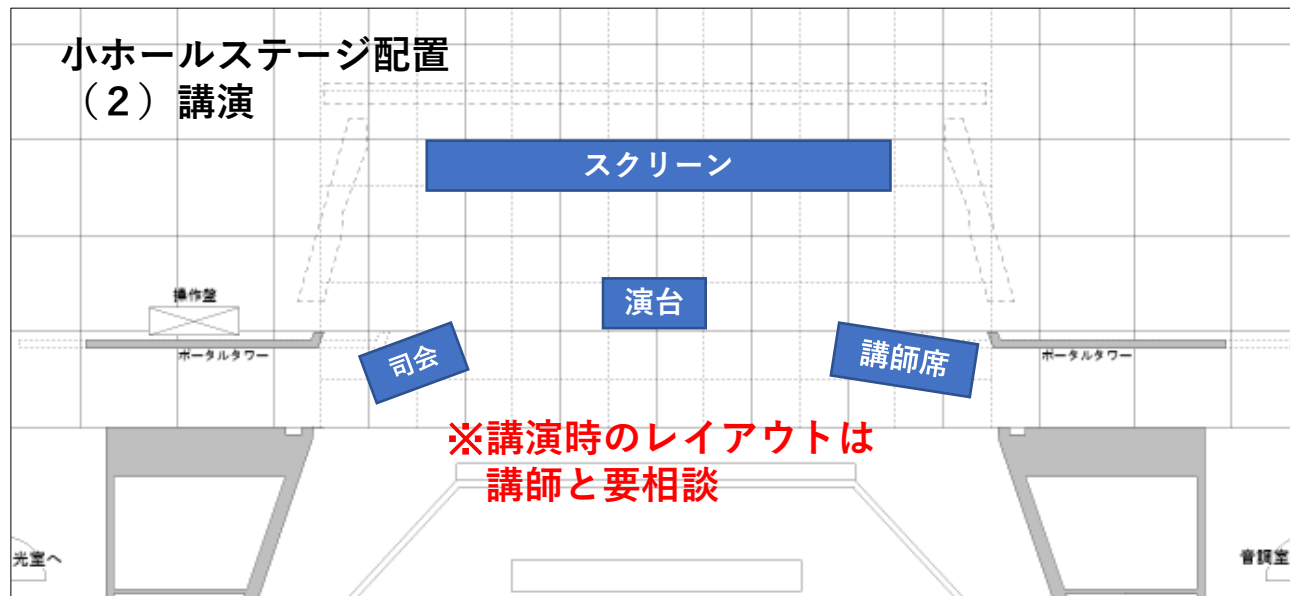 小ホールステージ配置
（２）講演
スクリーン
操作盤
演台
ポータルタワー
司会
講師席
ポータルタワー
※講演時のレイアウトは
講師と要相談
光室へ
音調室